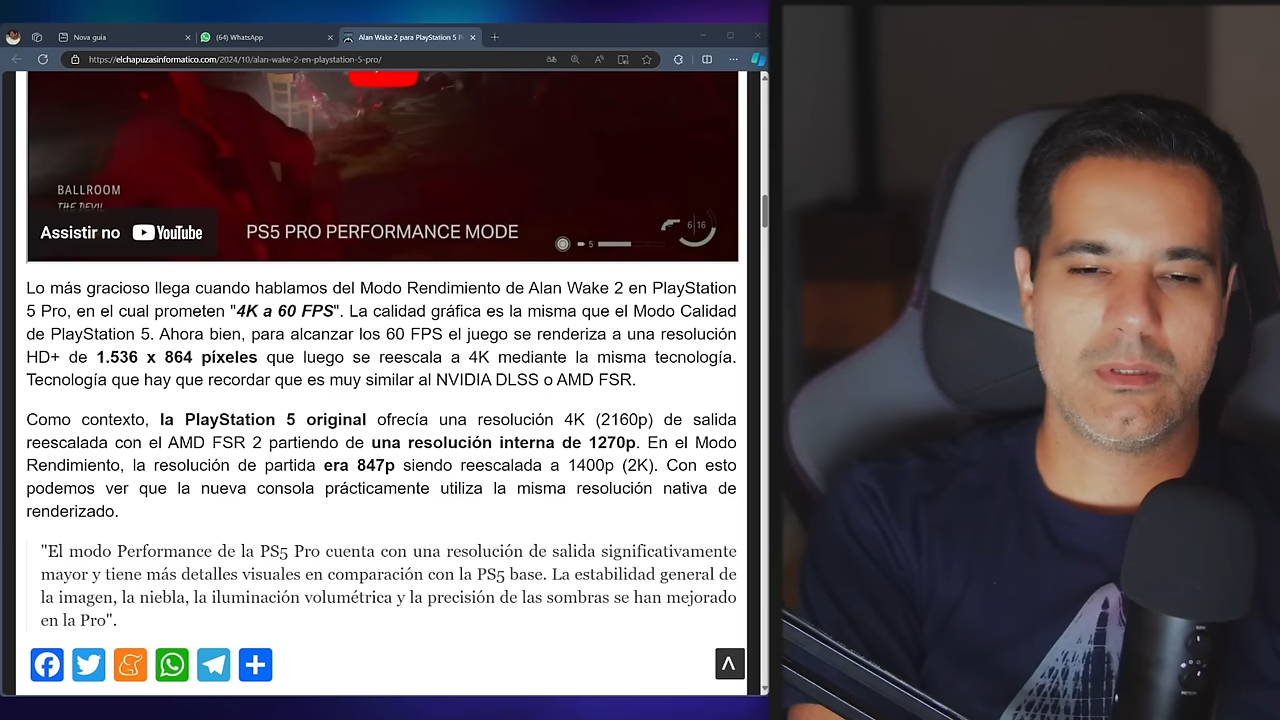 Nova guia
(64) WhatsApp
Alan Wake 2 para PlayStation 5 P
https://elchapuzasinformatico.com/2024/10/alan-wake-2-en-playstation-5-pro/
BALLROOM
THE DEVIL
Assistir no YouTube
PS5 PRO PERFORMANCE MODE
5
6|16
Lo más gracioso llega cuando hablamos del Modo Rendimiento de Alan Wake 2 en PlayStation
5 Pro, en el cual prometen "4K a 60 FPS". La calidad gráfica es la misma que el Modo Calidad
de PlayStation 5. Ahora bien, para alcanzar los 60 FPS el juego se renderiza a una resolución
HD+ de 1.536 x 864 píxeles que luego se reescala a 4K mediante la misma tecnología.
Tecnología que hay que recordar que es muy similar al NVIDIA DLSS o AMD FSR.
Como contexto, la PlayStation 5 original ofrecía una resolución 4K (2160p) de salida
reescalada con el AMD FSR 2 partiendo de una resolución interna de 1270p. En el Modo
Rendimiento, la resolución de partida era 847p siendo reescalada a 1400p (2K). Con esto
podemos ver que la nueva consola prácticamente utiliza la misma resolución nativa de
renderizado.
"El modo Performance de la PS5 Pro cuenta con una resolución de salida significativamente
mayor y tiene más detalles visuales en comparación con la PS5 base. La estabilidad general de
la imagen, la niebla, la iluminación volumétrica y la precisión de las sombras se han mejorado
en la Pro".